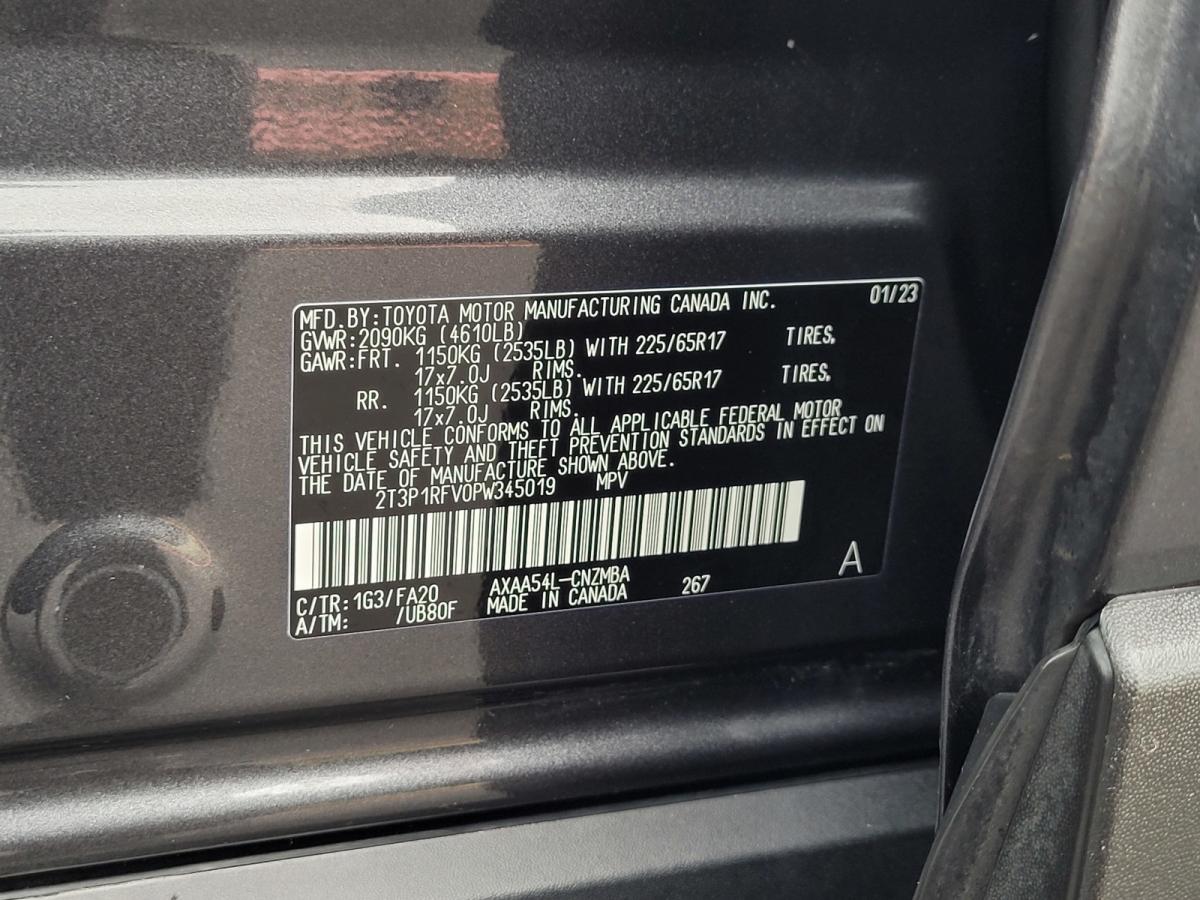 MFD.BY:TOYOTA MOTOR MANUFACTURING CANADA INC. 01/23
GVWR:2090KG (4610LB)
GAWR:FRT. 1150KG (2535LB) WITH 225/65R17 TIRES,
17x7.0J RIMS.
RR. 1150KG (2535LB) WITH 225/65R17 TIRES,
17x7.0J RIMS.
THIS VEHICLE CONFORMS TO ALL APPLICABLE FEDERAL MOTOR
VEHICLE SAFETY AND THEFT PREVENTION STANDARDS IN EFFECT ON
THE DATE OF MANUFACTURE SHOWN ABOVE.
2T3P1RFV0PW345019 MPV
A
C/TR:1G3/FA20 AXAA54L-CNZMBA 267
A/TM: /UB80F MADE IN CANADA